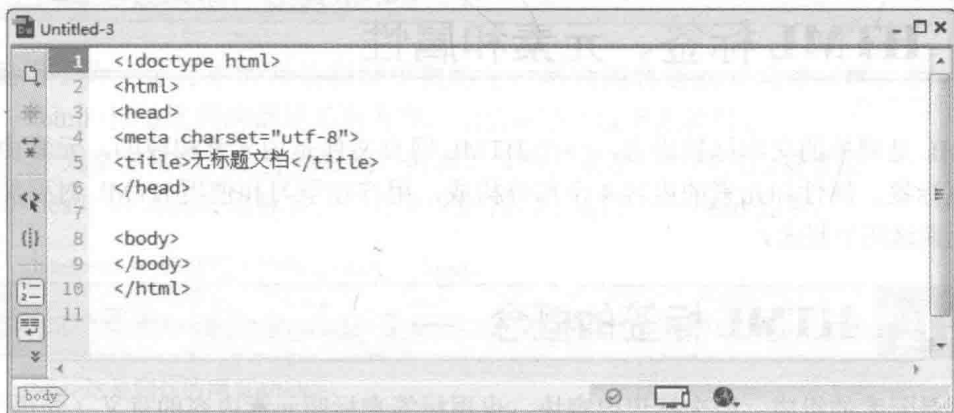 Untitled-3
1 <!doctype html>
2 <html>
3 <head>
4 <meta charset="utf-8">
5 <title>无标题文档</title>
6 </head>
7
8 <body>
9 </body>
10 </html>
11
body